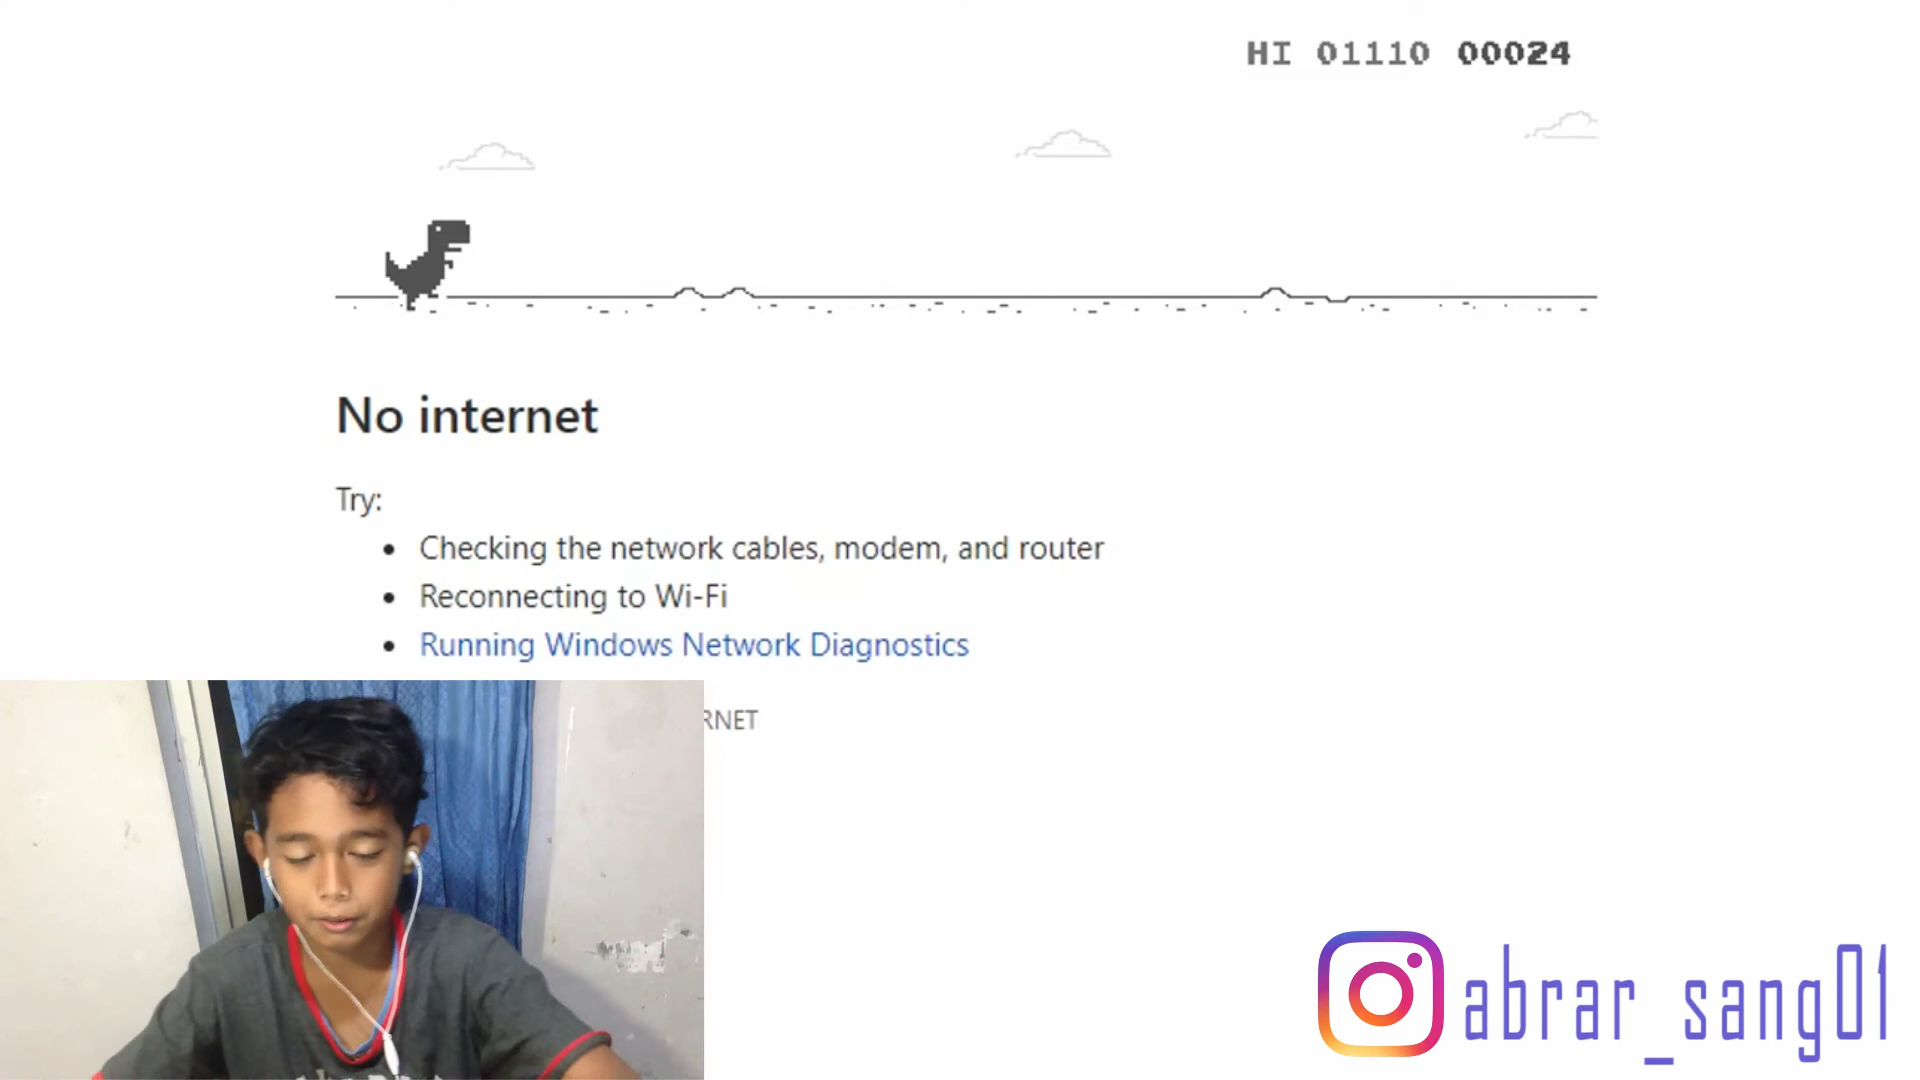 HI 01110 00024
No internet
Try:
• Checking the network cables, modem, and router
• Reconnecting to Wi-Fi
• Running Windows Network Diagnostics
RNET
abrar_sang01